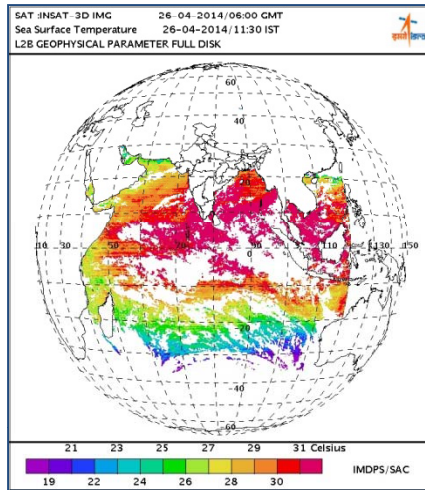 SAT :INSAT-3D IMG 26-04-2014/06:00 GMT
Sea Surface Temperature 26-04-2014/11:30 IST
L2B GEOPHYSICAL PARAMETER FULL DISK
60
40
20
10 30 50 90 110 130 150
0
-20
-40
-60
21 23 25 27 29 31 Celsius
19 22 24 26 28 30
IMDPS/SAC